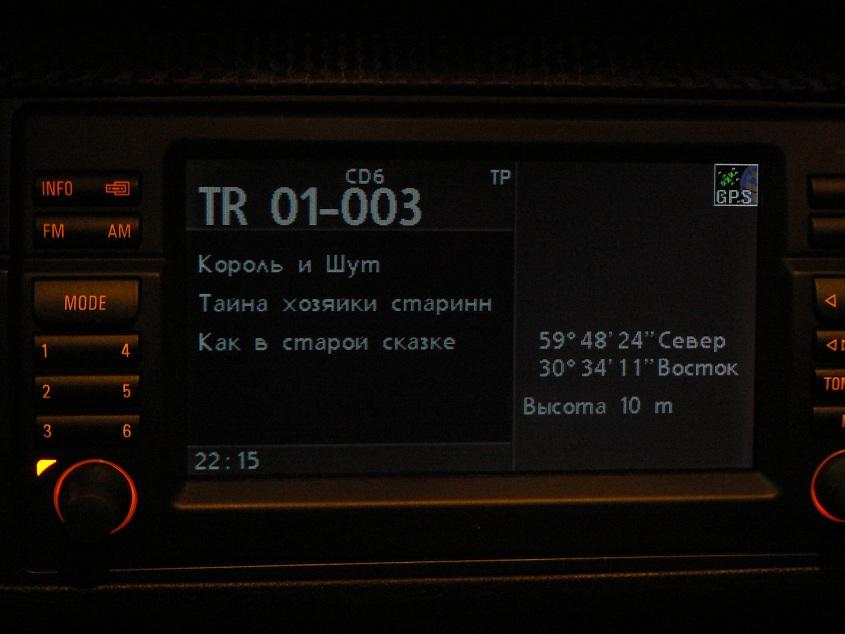 INFO
FM AM
MODE
1 4
2 5
3 6
CD6 TP
TR 01-003
Король и Шут
Таина хозяики старинн
Как в старои сказке
22:15
GPS
59°48'24"Север
30°34'11"Восток
Высота 10 m